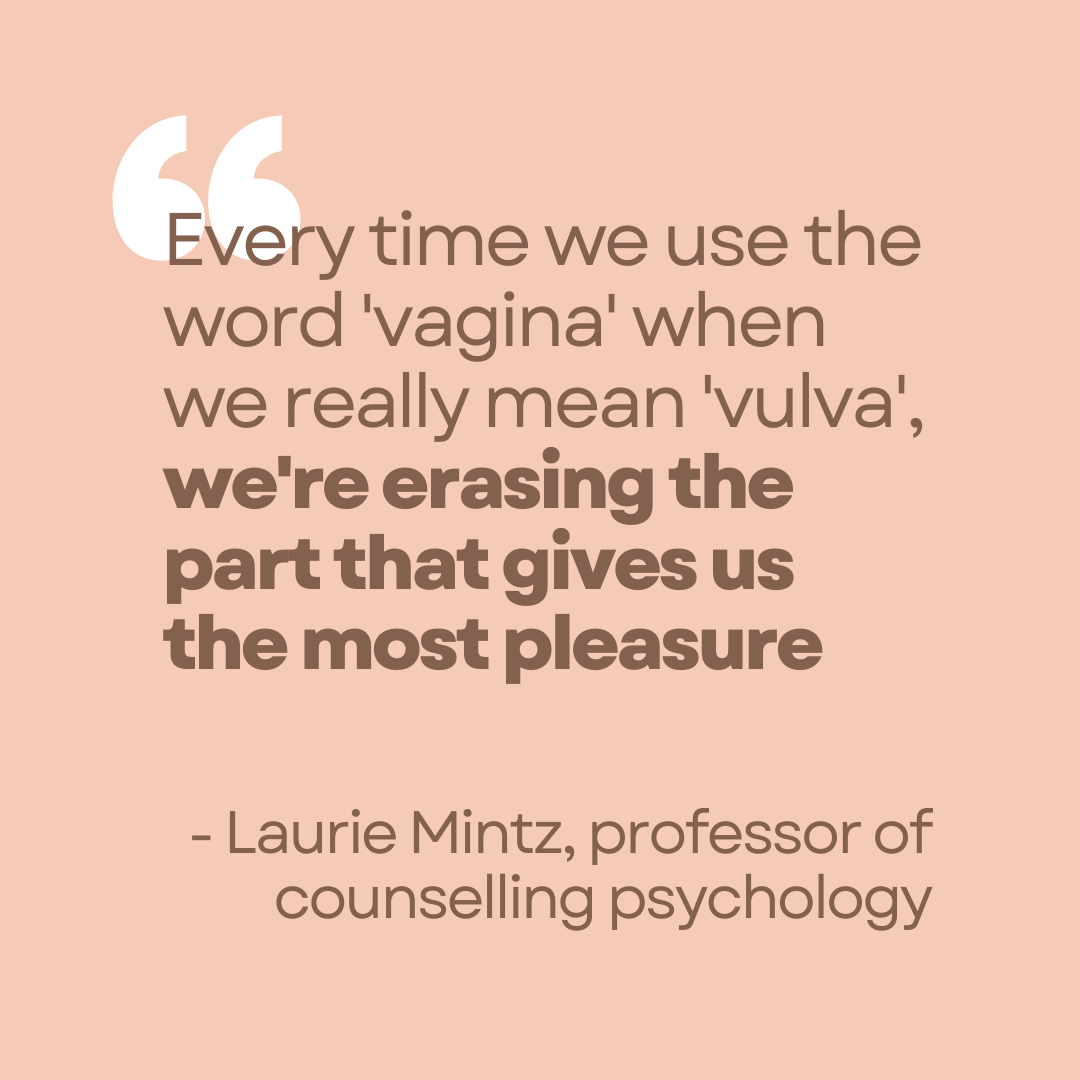 “
Every time we use the
word 'vagina' when
we really mean 'vulva',
we're erasing the
part that gives us
the most pleasure
- Laurie Mintz, professor of
counselling psychology